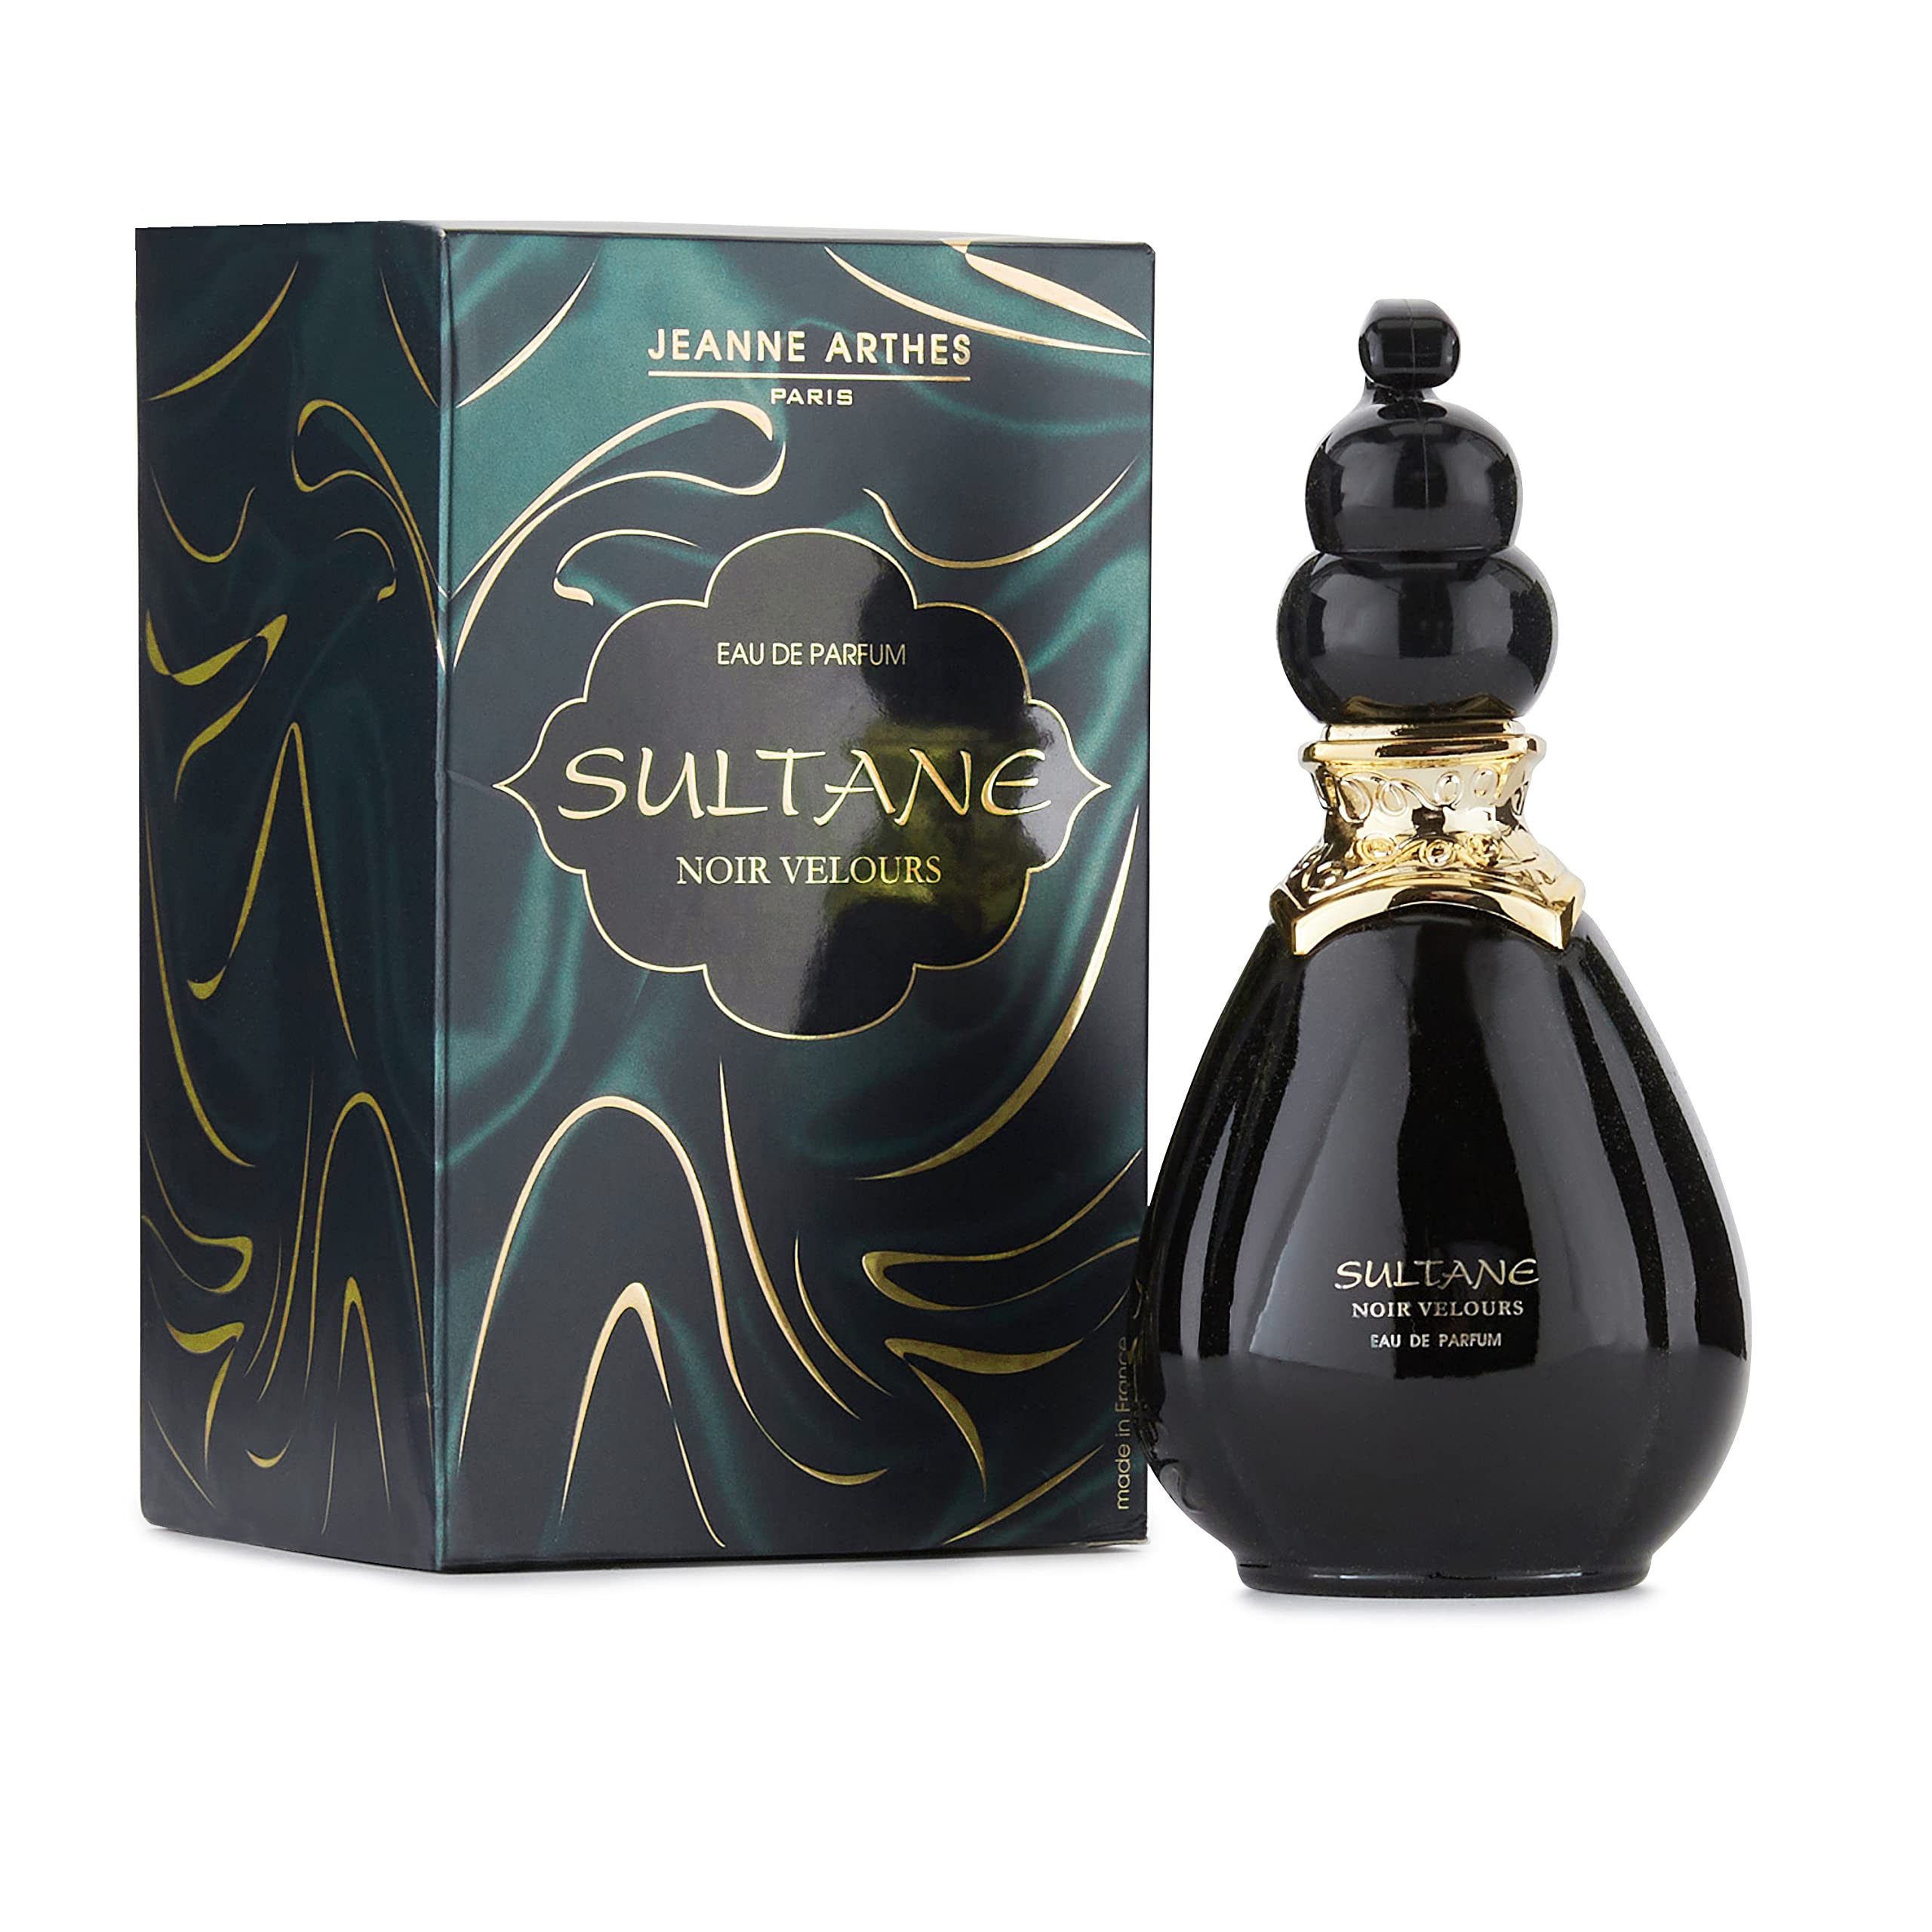 JEANNE ARTHES
PARIS
EAU DE PARFUM
SULTANE
NOIR VELOURS
made in France
SULTANE
NOIR VELOURS
EAU DE PARFUM